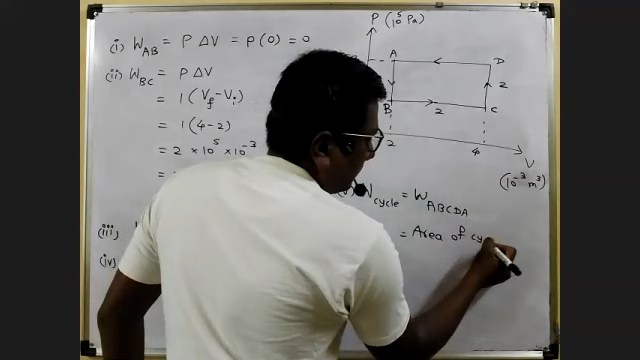 (i) W_AB = P ΔV = P(0) = 0
(ii) W_BC = P ΔV
= 1(V_f - V_i)
= 1(4-2)
= 2 × 10^5 × 10^-3
=
(iii)
(iv)
P (10^5 Pa)
A D
2
B 2 C
2 4
V
(10^-3 m^3)
W_cycle = W_ABCDA
= Area of cy